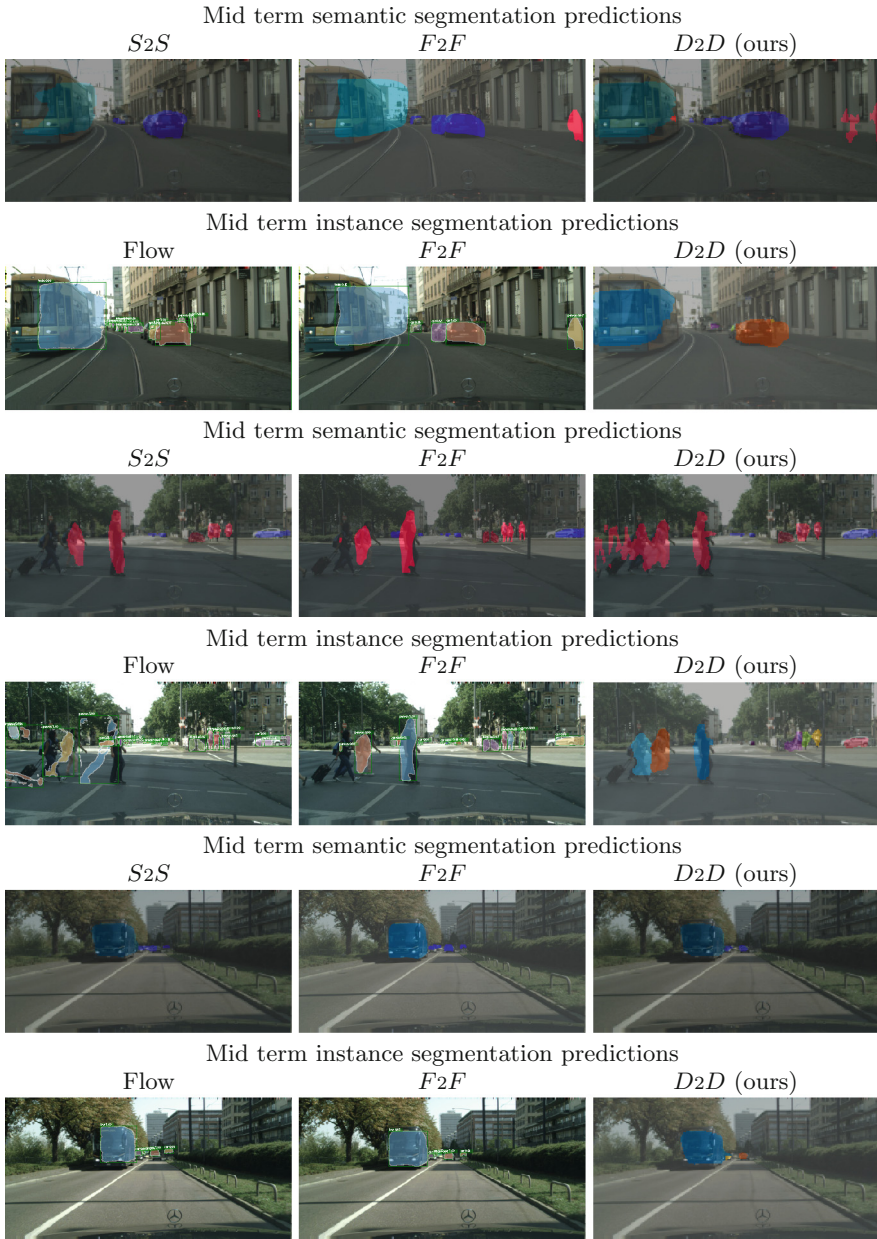 Mid term semantic segmentation predictions
S2S F2F D2D (ours)
Mid term instance segmentation predictions
Flow F2F D2D (ours)
Mid term semantic segmentation predictions
S2S F2F D2D (ours)
Mid term instance segmentation predictions
Flow F2F D2D (ours)
Mid term semantic segmentation predictions
S2S F2F D2D (ours)
Mid term instance segmentation predictions
Flow F2F D2D (ours)